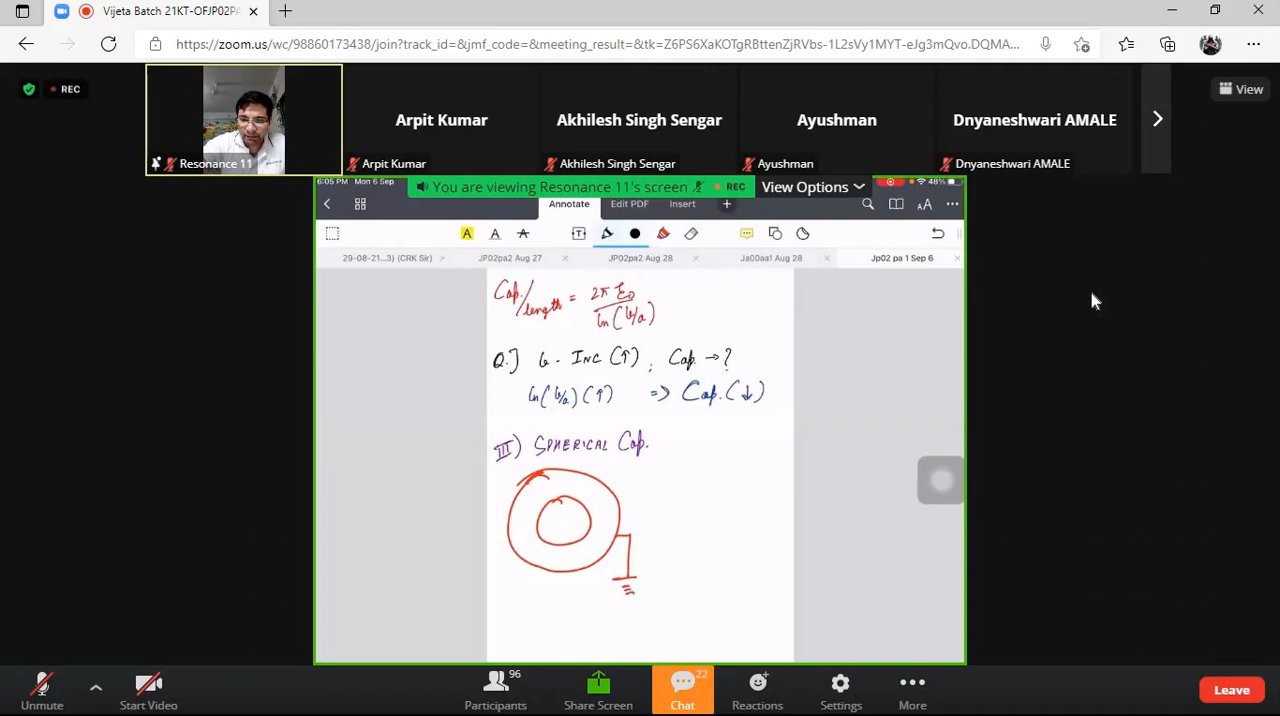 Vijeta Batch 21KT-OFJP02PA
https://zoom.us/wc/98860173438/join?track_id=&jmf_code=&meeting_result=&tk=Z6PS6XaKOTgRBttenZjRVbs-1L2sVy1MYT-eJg3mQvo.DQMA...
REC
View
Arpit Kumar
Akhilesh Singh Sengar
Ayushman
Dnyaneshwari AMALE
Resonance 11
Arpit Kumar
Akhilesh Singh Sengar
Ayushman
Dnyaneshwari AMALE
6:05 PM Mon 6 Sep
You are viewing Resonance 11's screen
REC
View Options
48%
Annotate
Edit PDF
Insert
29-08-21...3) (CRK Sir)
JP02pa2 Aug 27
JP02pa2 Aug 26
Ja00aa1 Aug 28
Jp02 pa 1 Sep 6
Cap./length = 2π ε0 / ln(b/a)
Q.] b - INC (↑) ; Cap. → ?
ln(b/a) (↑) => Cap. (↓)
III) SPHERICAL Cap.
Unmute
Start Video
Participants
96
Share Screen
Chat
22
Reactions
Settings
More
Leave